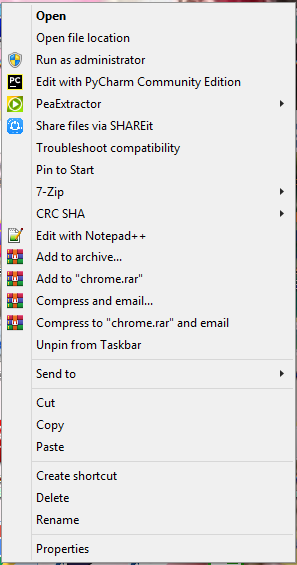 Open
Open file location
Run as administrator
Edit with PyCharm Community Edition
PeaExtractor
Share files via SHAREit
Troubleshoot compatibility
Pin to Start
7-Zip
CRC SHA
Edit with Notepad++
Add to archive...
Add to "chrome.rar"
Compress and email...
Compress to "chrome.rar" and email
Unpin from Taskbar
Send to
Cut
Copy
Paste
Create shortcut
Delete
Rename
Properties